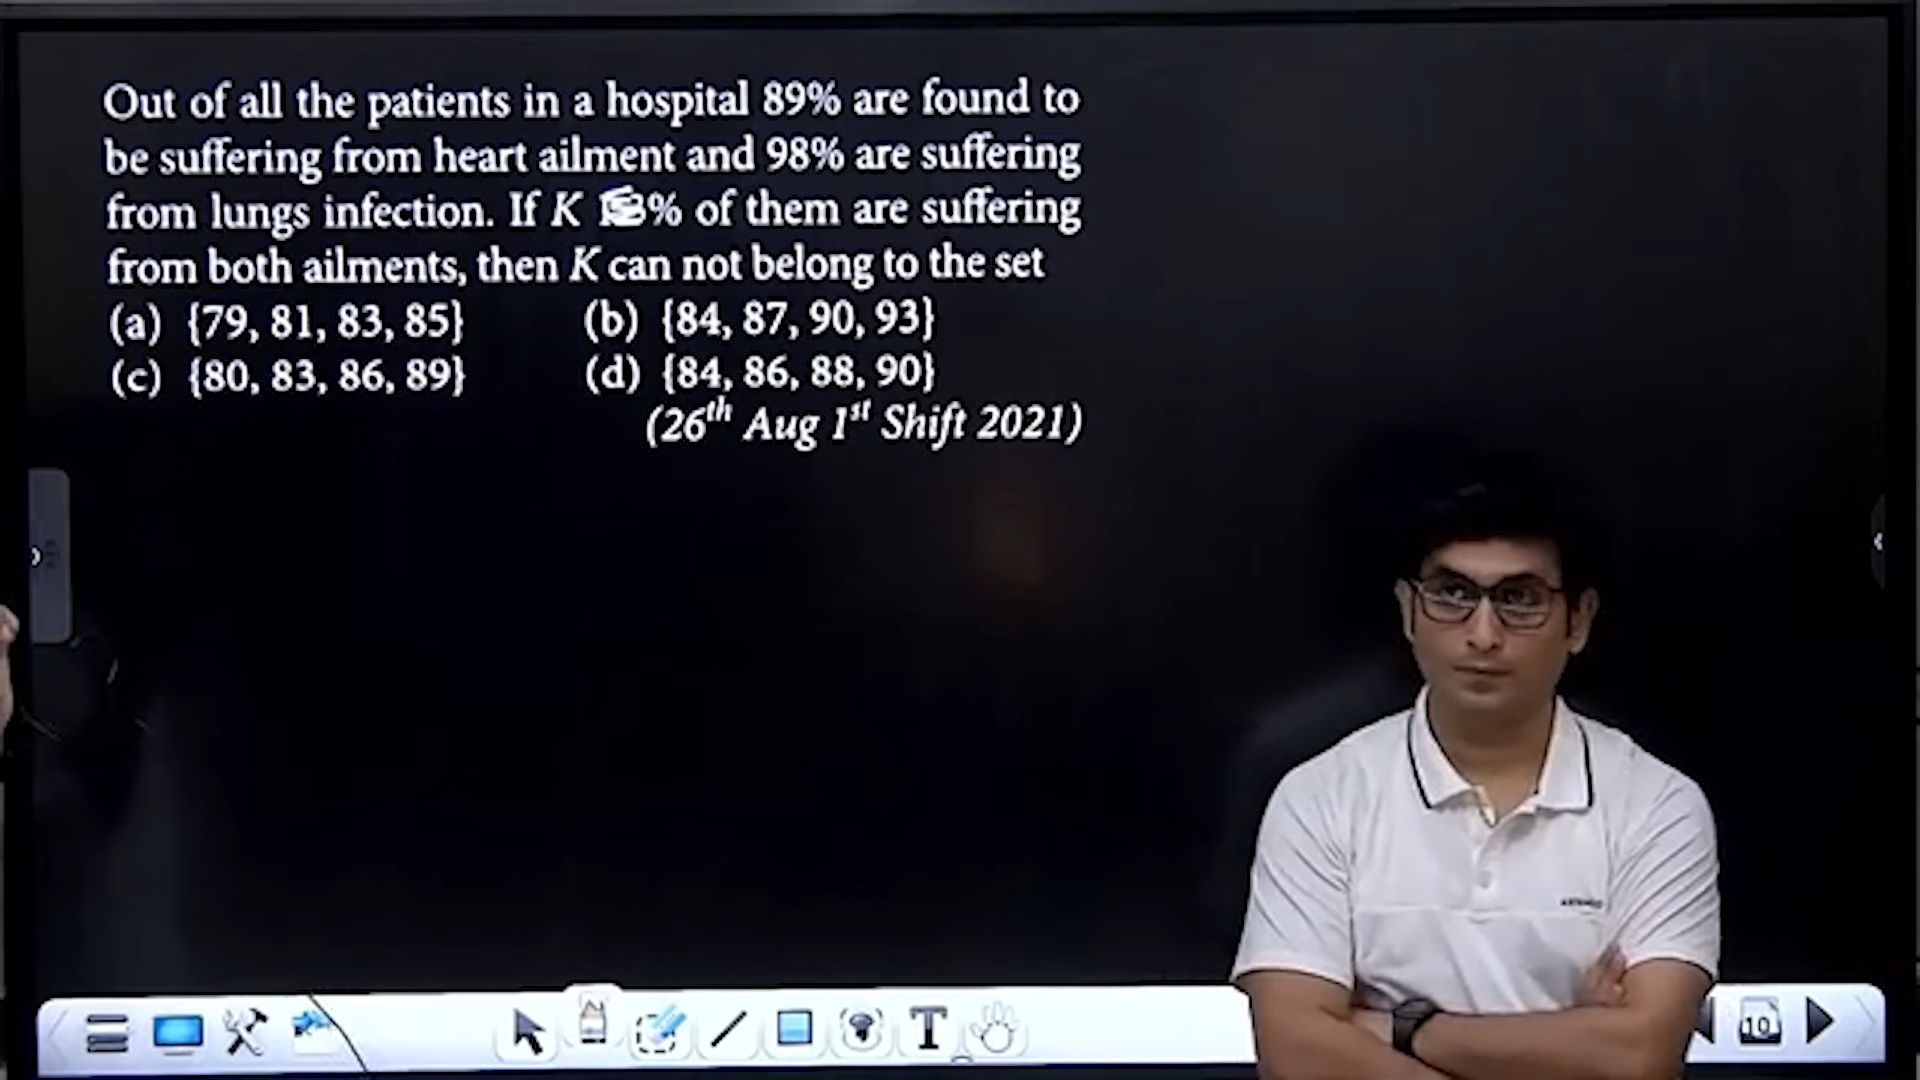 Out of all the patients in a hospital 89% are found to
be suffering from heart ailment and 98% are suffering
from lungs infection. If K % of them are suffering
from both ailments, then K can not belong to the set
(a) {79, 81, 83, 85} (b) {84, 87, 90, 93}
(c) {80, 83, 86, 89} (d) {84, 86, 88, 90}
(26th Aug 1st Shift 2021)
T
10